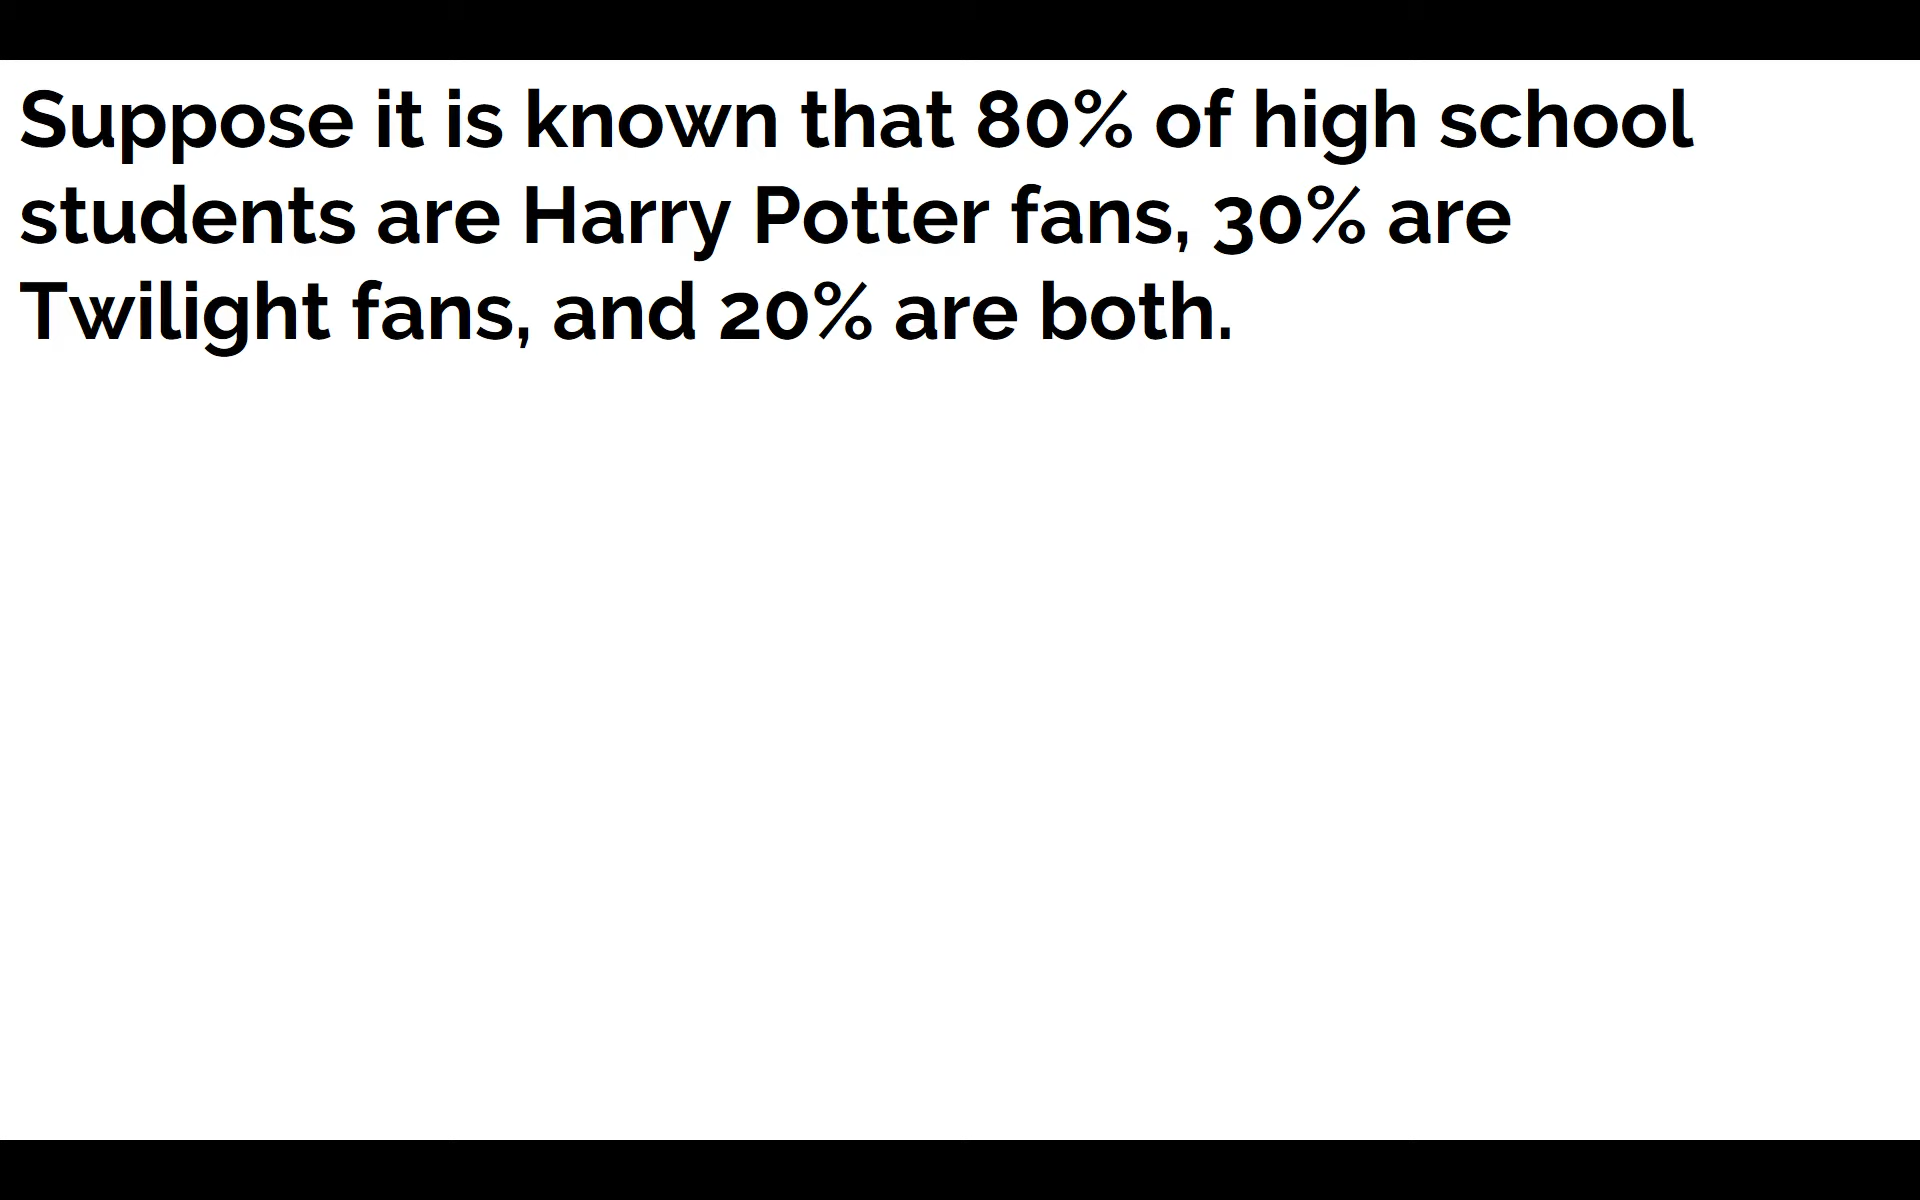 Suppose it is known that 80% of high school
students are Harry Potter fans, 30% are
Twilight fans, and 20% are both.